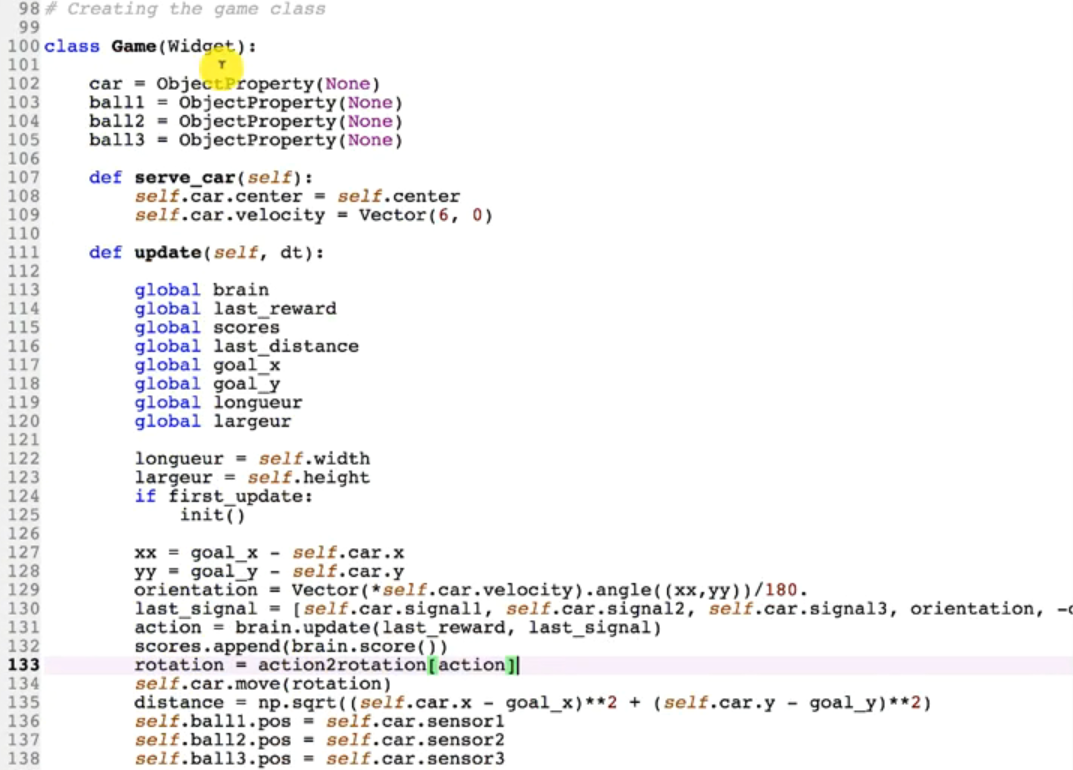 98 # Creating the game class
99
100 class Game(Widget):
101
102     car = ObjectProperty(None)
103     ball1 = ObjectProperty(None)
104     ball2 = ObjectProperty(None)
105     ball3 = ObjectProperty(None)
106
107     def serve_car(self):
108         self.car.center = self.center
109         self.car.velocity = Vector(6, 0)
110
111     def update(self, dt):
112
113         global brain
114         global last_reward
115         global scores
116         global last_distance
117         global goal_x
118         global goal_y
119         global longueur
120         global largeur
121
122         longueur = self.width
123         largeur = self.height
124         if first_update:
125             init()
126
127         xx = goal_x - self.car.x
128         yy = goal_y - self.car.y
129         orientation = Vector(*self.car.velocity).angle((xx,yy))/180.
130         last_signal = [self.car.signal1, self.car.signal2, self.car.signal3, orientation, -
131         action = brain.update(last_reward, last_signal)
132         scores.append(brain.score())
133         rotation = action2rotation[action]
134         self.car.move(rotation)
135         distance = np.sqrt((self.car.x - goal_x)**2 + (self.car.y - goal_y)**2)
136         self.ball1.pos = self.car.sensor1
137         self.ball2.pos = self.car.sensor2
138         self.ball3.pos = self.car.sensor3